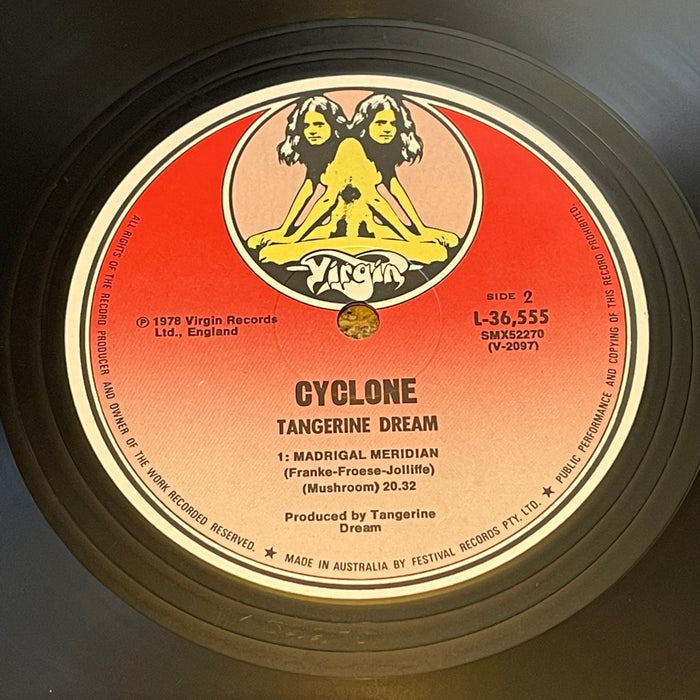 Virgin
SIDE 2
L-36,555
SMX52270
(V-2097)
℗ 1978 Virgin Records
Ltd., England
CYCLONE
TANGERINE DREAM
1: MADRIGAL MERIDIAN
(Franke-Froese-Jolliffe)
(Mushroom) 20.32
Produced by Tangerine
Dream
ALL RIGHTS OF THE RECORD PRODUCER AND OWNER OF THE WORK RECORDED RESERVED. ★ MADE IN AUSTRALIA BY FESTIVAL RECORDS PTY. LTD. ★ PUBLIC PERFORMANCE AND COPYING OF THIS RECORD PROHIBITED.